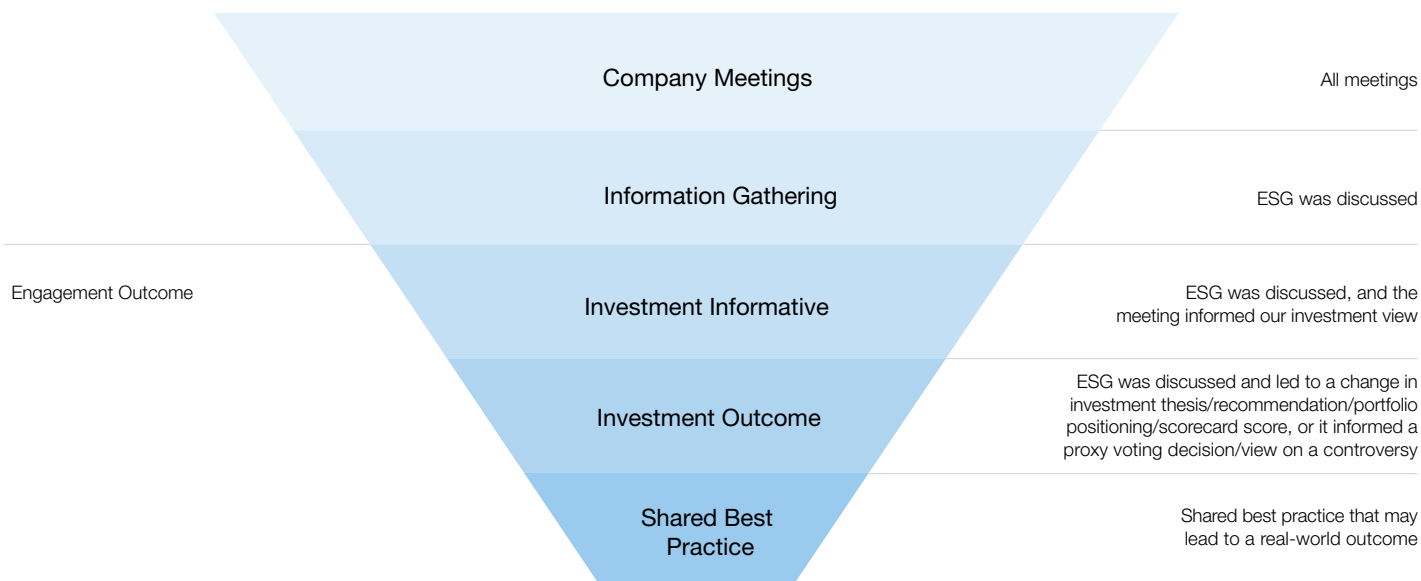 Company Meetings
All meetings
Information Gathering
ESG was discussed
Engagement Outcome
Investment Informative
ESG was discussed, and the
meeting informed our investment view
Investment Outcome
ESG was discussed and led to a change in
investment thesis/recommendation/portfolio
positioning/scorecard score, or it informed a
proxy voting decision/view on a controversy
Shared Best
Practice
Shared best practice that may
lead to a real-world outcome